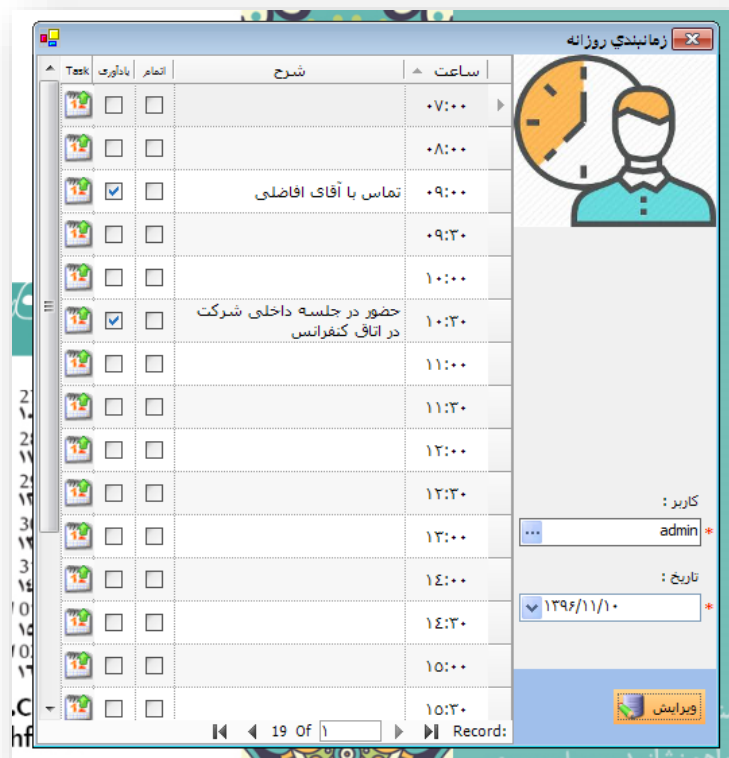 زمانبندي روزانه
ساعت شرح اتمام یادآوری Task
۰۷:۰۰
۰۸:۰۰
۰۹:۰۰ تماس با آقای افاضلی
۰۹:۳۰
۱۰:۰۰
۱۰:۳۰ حضور در جلسه داخلی شرکت
در اتاق کنفرانس
۱۱:۰۰
۱۱:۳۰
۱۲:۰۰
۱۲:۳۰
۱۳:۰۰
۱٤:۰۰
۱٤:۳۰
۱۵:۰۰
۱۵:۳۰
Record: ۱ Of 19
کاربر :
admin *
تاریخ :
۱۳۹۶/۱۱/۱۰ *
ویرایش